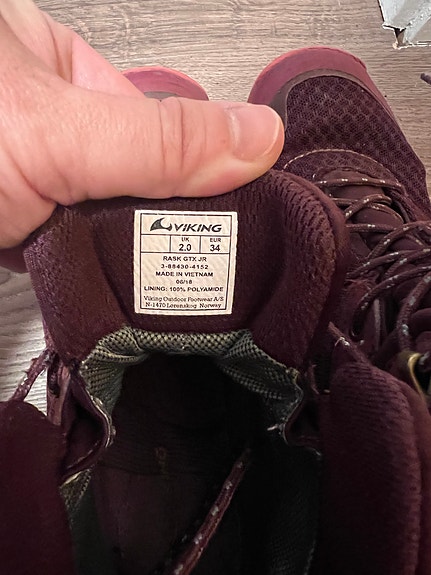 VIKING
UK EUR
2.0 34
RASK GTX JR
3-88430-4152
MADE IN VIETNAM
06/18
LINING: 100% POLYAMIDE
Viking Outdoor Footwear A/S
N-1470 Lørenskog Norway